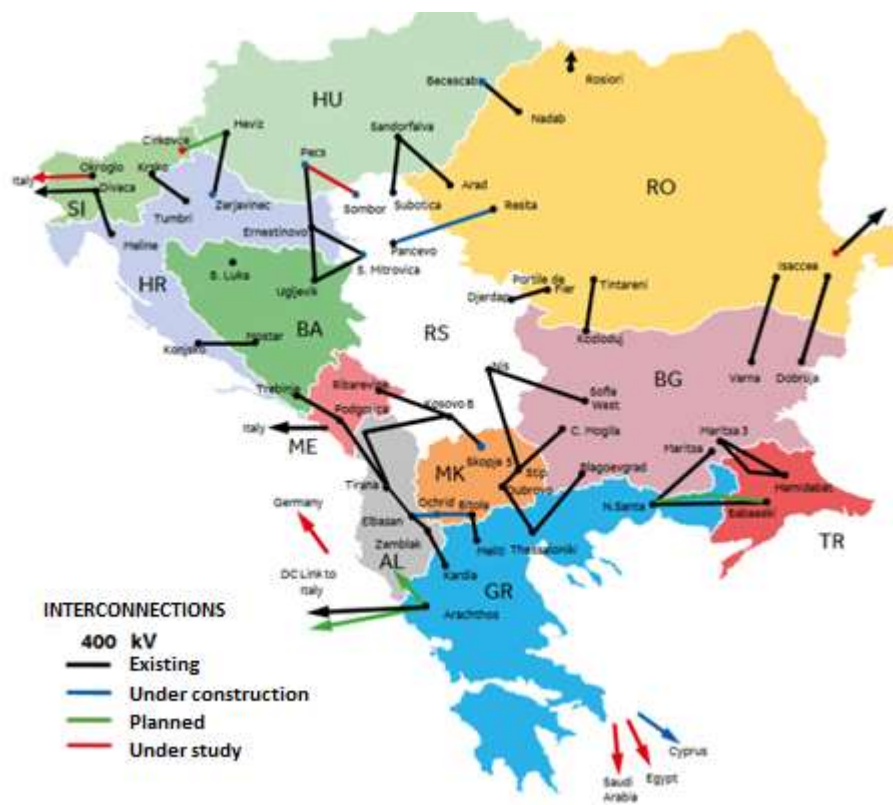 Rosiori
HU
Becescaba
Nadab
Heviz
Sandorfalva
Cirkovce
Pecs
Okroglo
Krsko
Italy
Divaca
Arad
RO
SI
Zerjavinec
Sombor
Subotica
Resita
Tumbri
Ernestinovo
Meline
Pancevo
B. Luka
S. Mitrovica
Isaccea
HR
Ugljevik
Portile de
Fier
Tintareni
Djerdap
BA
RS
Kozloduj
Konjsko
Mostar
Nis
BG
Varna
Dobruja
Trebinje
Ribarevina
Sofia
West
Podgorica
Kosovo B
C. Mogila
Maritsa 3
Italy
ME
MK
Skopje 5
Maritsa
Stip
Blagoevgrad
Hamidabat
Tirana
Dubrovo
Germany
Ochrid
Bitola
N.Santa
Babaeski
Elbasan
Zemblak
Meliti
Thessaloniki
TR
AL
DC Link to
Italy
Kardia
GR
Arachthos
INTERCONNECTIONS
400 kV
Existing
Under construction
Planned
Under study
Cyprus
Egypt
Saudi
Arabia